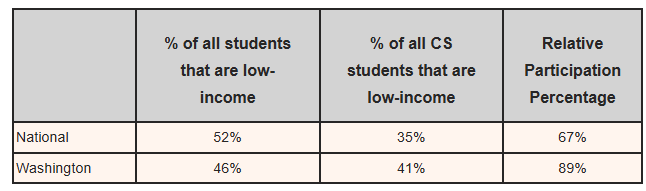 % of all students
that are low-
income
% of all CS
students that are
low-income
Relative
Participation
Percentage
National 52% 35% 67%
Washington 46% 41% 89%